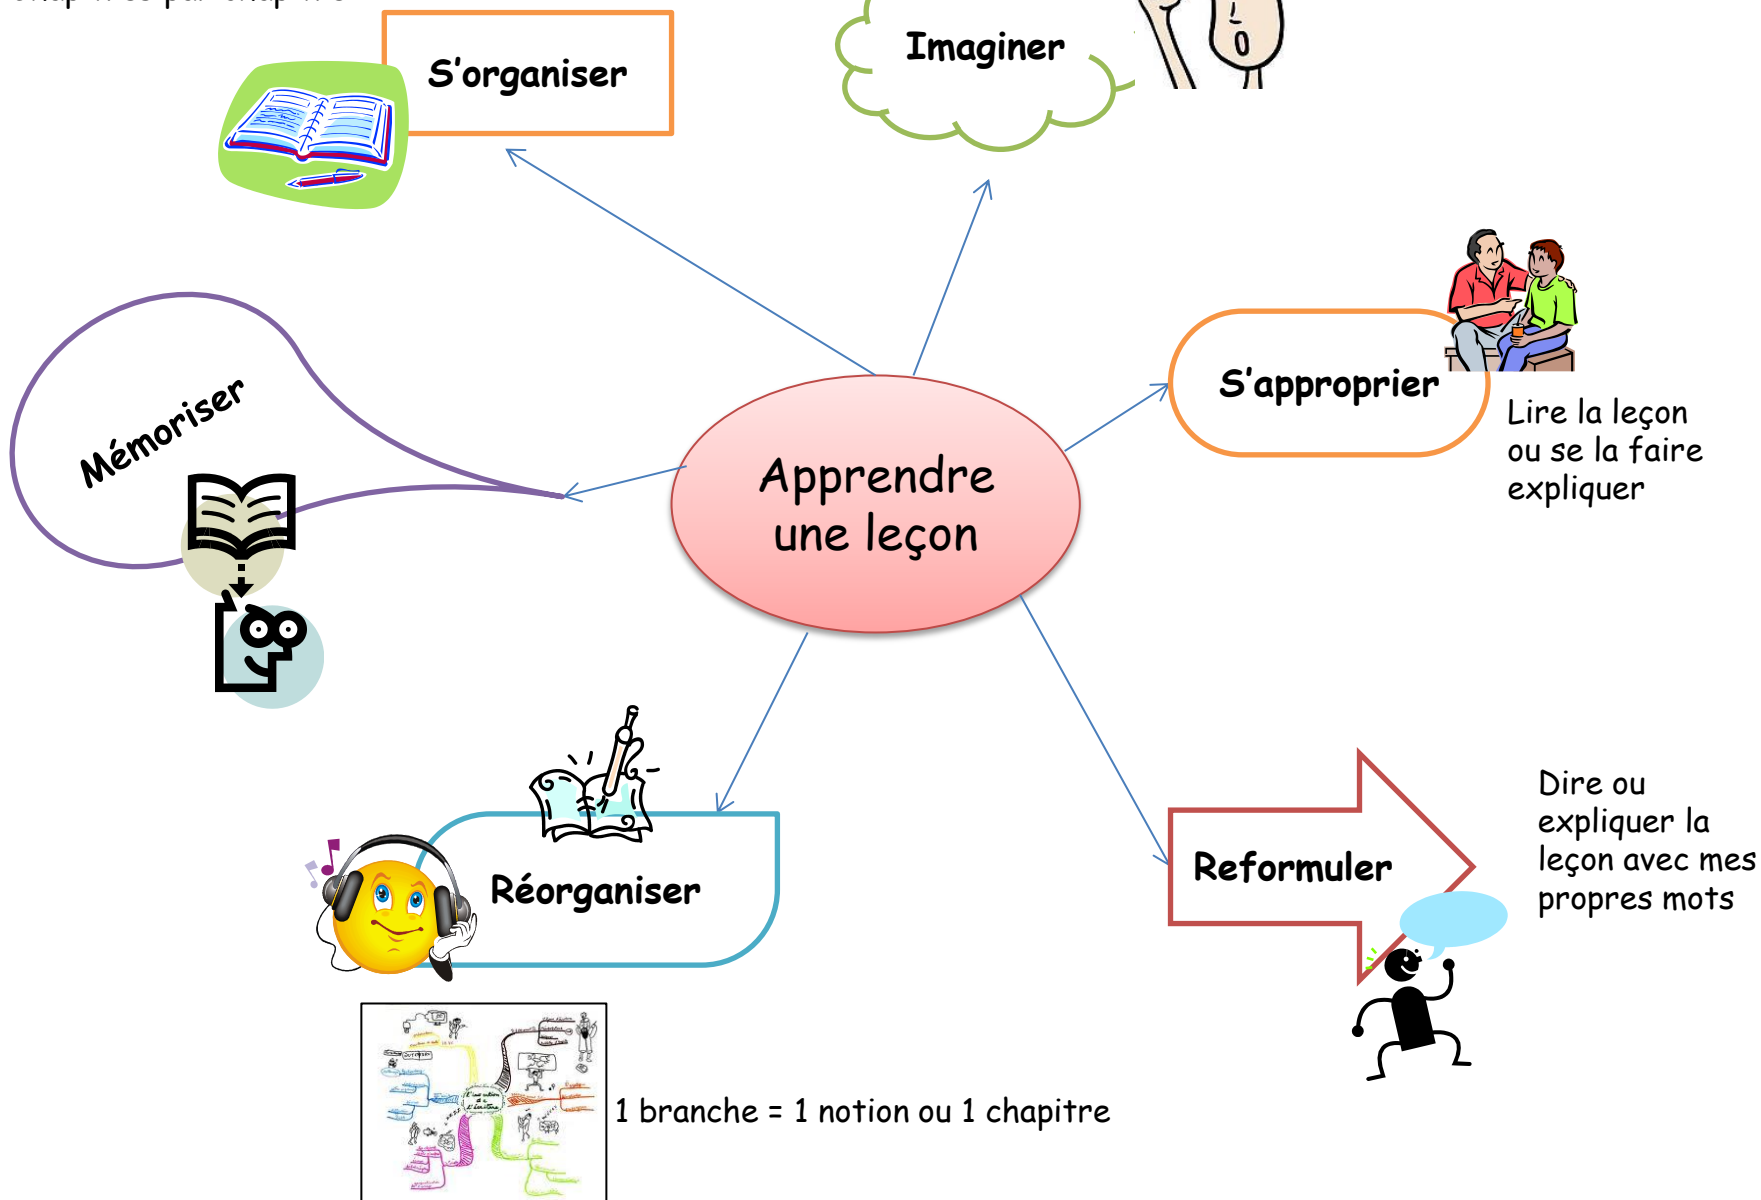 S'organiser
Imaginer
S'approprier
Lire la leçon
ou se la faire
expliquer
Mémoriser
Apprendre
une leçon
Réorganiser
Reformuler
Dire ou
expliquer la
leçon avec mes
propres mots
1 branche = 1 notion ou 1 chapitre